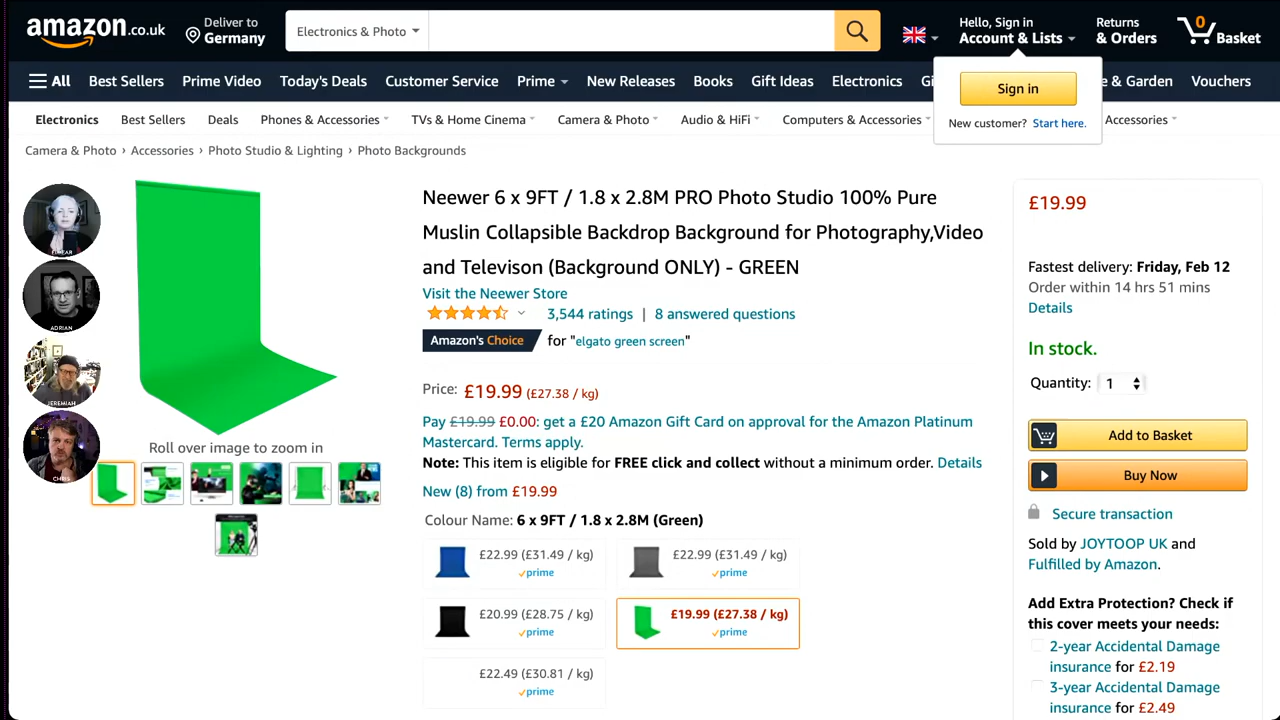 amazon.co.uk
Deliver to
Germany
Electronics & Photo
Hello, Sign in
Account & Lists
Returns
& Orders
0
Basket
All
Best Sellers
Prime Video
Today's Deals
Customer Service
Prime
New Releases
Books
Gift Ideas
Electronics
Gi
e & Garden
Vouchers
Sign in
New customer? Start here.
Electronics
Best Sellers
Deals
Phones & Accessories
TVs & Home Cinema
Camera & Photo
Audio & HiFi
Computers & Accessories
Accessories
Camera & Photo › Accessories › Photo Studio & Lighting › Photo Backgrounds
ADRIAN
JEREMIAH
CHRIS
Roll over image to zoom in
Neewer 6 x 9FT / 1.8 x 2.8M PRO Photo Studio 100% Pure
Muslin Collapsible Backdrop Background for Photography,Video
and Televison (Background ONLY) - GREEN
Visit the Neewer Store
3,544 ratings | 8 answered questions
Amazon's Choice for "elgato green screen"
Price: £19.99 (£27.38 / kg)
Pay £19.99 £0.00: get a £20 Amazon Gift Card on approval for the Amazon Platinum
Mastercard. Terms apply.
Note: This item is eligible for FREE click and collect without a minimum order. Details
New (8) from £19.99
Colour Name: 6 x 9FT / 1.8 x 2.8M (Green)
£22.99 (£31.49 / kg)
prime
£22.99 (£31.49 / kg)
prime
£20.99 (£28.75 / kg)
prime
£19.99 (£27.38 / kg)
prime
£22.49 (£30.81 / kg)
prime
£19.99
Fastest delivery: Friday, Feb 12
Order within 14 hrs 51 mins
Details
In stock.
Quantity: 1
Add to Basket
Buy Now
Secure transaction
Sold by JOYTOOP UK and
Fulfilled by Amazon.
Add Extra Protection? Check if
this cover meets your needs:
2-year Accidental Damage
insurance for £2.19
3-year Accidental Damage
insurance for £2.49